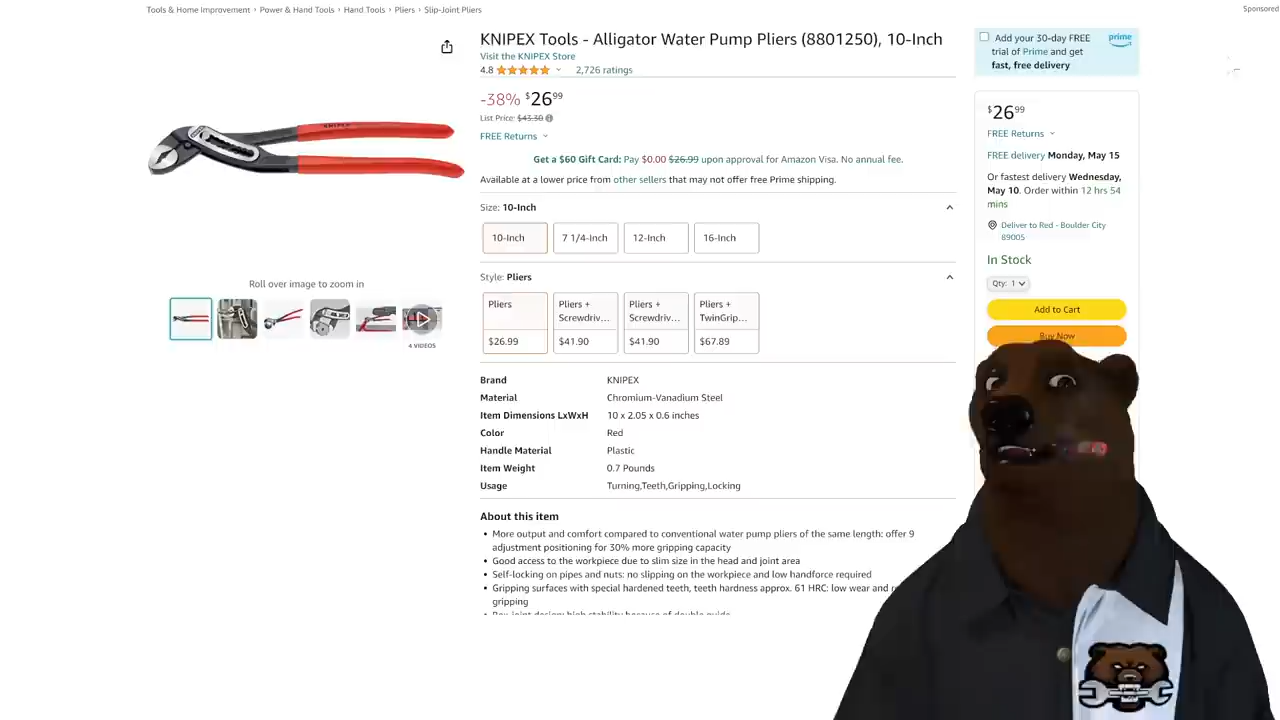 Tools & Home Improvement › Power & Hand Tools › Hand Tools › Pliers › Slip-Joint Pliers
Sponsored
KNIPEX Tools - Alligator Water Pump Pliers (8801250), 10-Inch
Visit the KNIPEX Store
4.8
2,726 ratings
-38% $26 99
List Price: $43.30
FREE Returns
Get a $60 Gift Card: Pay $0.00 $26.99 upon approval for Amazon Visa. No annual fee.
Available at a lower price from other sellers that may not offer free Prime shipping.
Size: 10-Inch
10-Inch
7 1/4-Inch
12-Inch
16-Inch
Style: Pliers
Pliers
$26.99
Pliers +
Screwdriv...
$41.90
Pliers +
Screwdriv...
$41.90
Pliers +
TwinGrip...
$67.89
Brand KNIPEX
Material Chromium-Vanadium Steel
Item Dimensions LxWxH 10 x 2.05 x 0.6 inches
Color Red
Handle Material Plastic
Item Weight 0.7 Pounds
Usage Turning,Teeth,Gripping,Locking
About this item
More output and comfort compared to conventional water pump pliers of the same length: offer 9
adjustment positioning for 30% more gripping capacity
Good access to the workpiece due to slim size in the head and joint area
Self-locking on pipes and nuts: no slipping on the workpiece and low handforce required
Gripping surfaces with special hardened teeth, teeth hardness approx. 61 HRC: low wear and
gripping
KNIPEX
Roll over image to zoom in
4 VIDEOS
Add your 30-day FREE
trial of Prime and get
fast, free delivery
prime
$26 99
FREE Returns
FREE delivery Monday, May 15
Or fastest delivery Wednesday,
May 10. Order within 12 hrs 54
mins
Deliver to Red - Boulder City
89005
In Stock
Qty: 1
Add to Cart
Buy Now